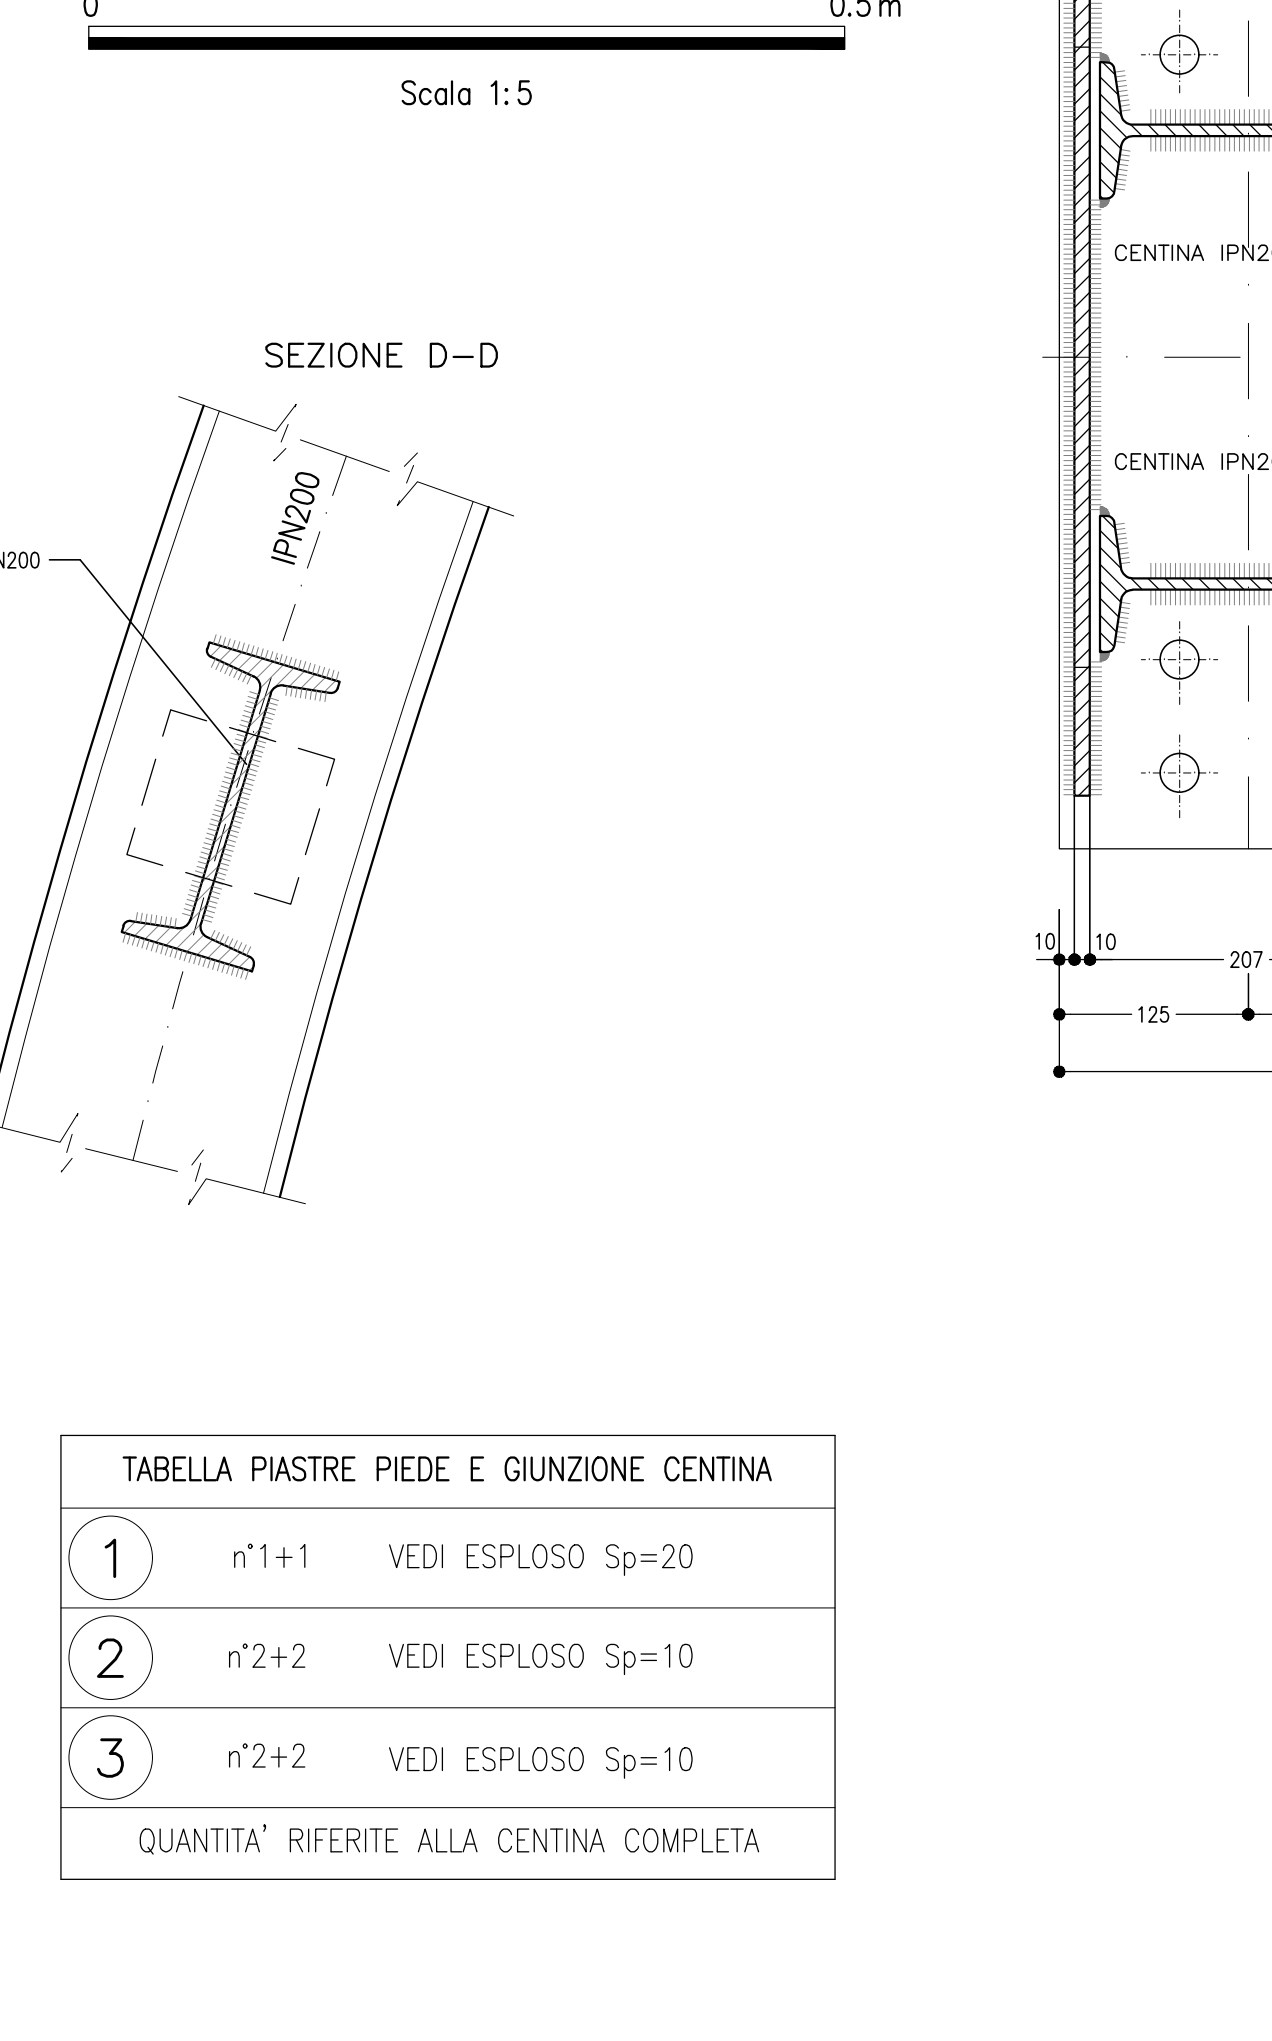 0 0.5 m
Scala 1:5
CENTINA IPN2
SEZIONE D-D
CENTINA IPN2
IPN200
N200
10 10
207
125
TABELLA PIASTRE PIEDE E GIUNZIONE CENTINA
1 n°1+1 VEDI ESPLOSO Sp=20
2 n°2+2 VEDI ESPLOSO Sp=10
3 n°2+2 VEDI ESPLOSO Sp=10
QUANTITA' RIFERITE ALLA CENTINA COMPLETA